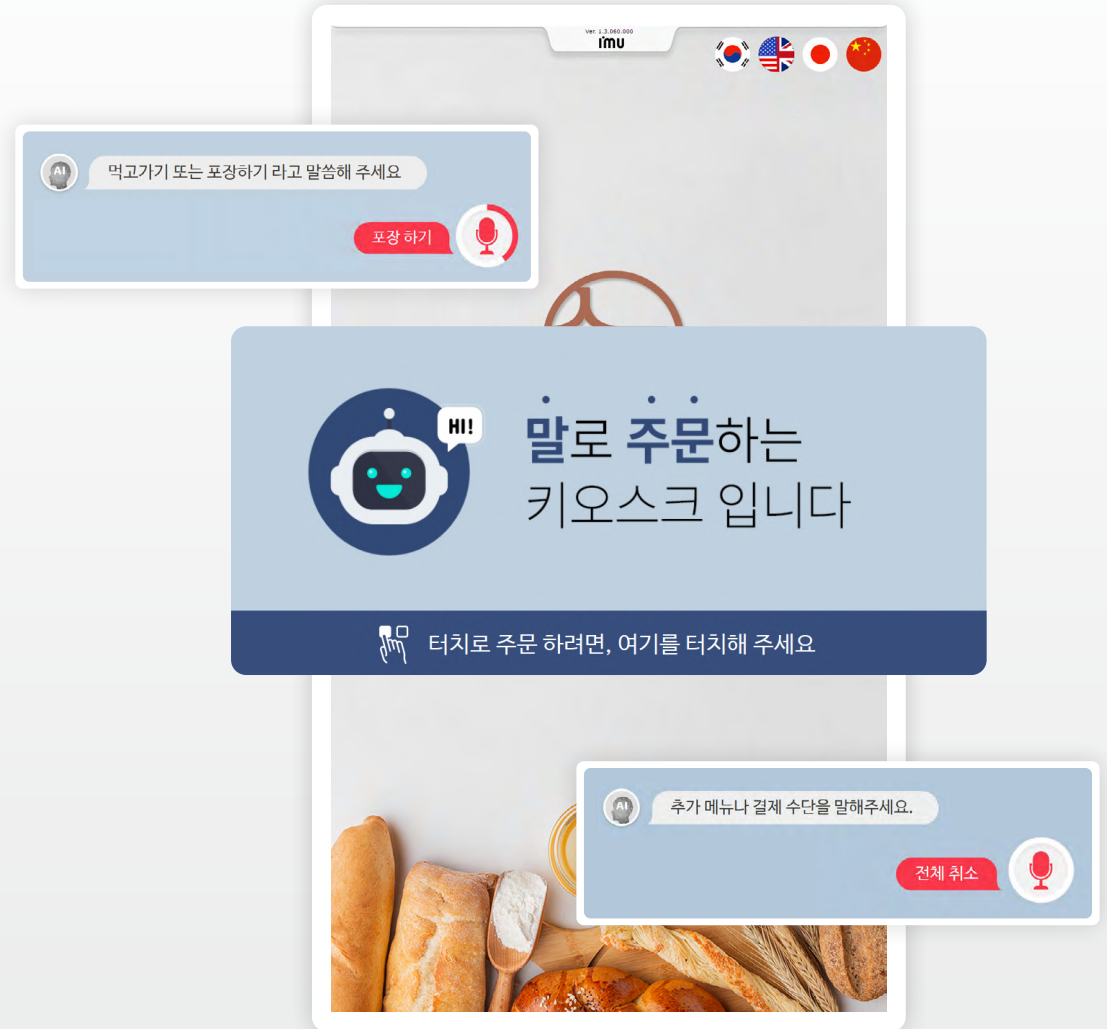 Ver. 1.3.060.000
imu
AI
먹고가기 또는 포장하기 라고 말씀해 주세요
포장 하기
HI!
말로 주문하는
키오스크 입니다
터치로 주문 하려면, 여기를 터치해 주세요
AI
추가 메뉴나 결제 수단을 말해주세요.
전체 취소